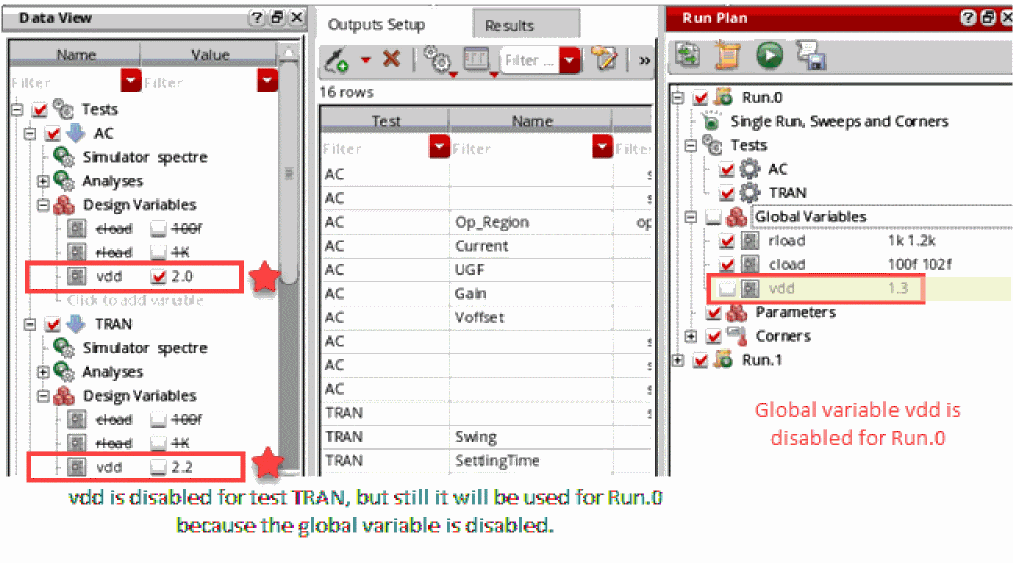 Data View
Name Value
Filter Filter
Tests
AC
Simulator spectre
Analyses
Design Variables
cload 100f
rload 1K
vdd 2.0
Click to add variable
TRAN
Simulator spectre
Analyses
Design Variables
cload 100f
rload 1K
vdd 2.2
Outputs Setup Results
Filter ... »
16 rows
Test Name
Filter Filter Filter
AC
AC
AC Op_Region op
AC Current
AC UGF
AC Gain
AC Voffset
AC
AC
AC
TRAN
TRAN Swing
TRAN SettlingTime
Run Plan
Run.0
Single Run, Sweeps and Corners
Tests
AC
TRAN
Global Variables
rload 1k 1.2k
cload 100f 102f
vdd 1.3
Parameters
Corners
Run.1
Global variable vdd is
disabled for Run.0
vdd is disabled for test TRAN, but still it will be used for Run.0
because the global variable is disabled.